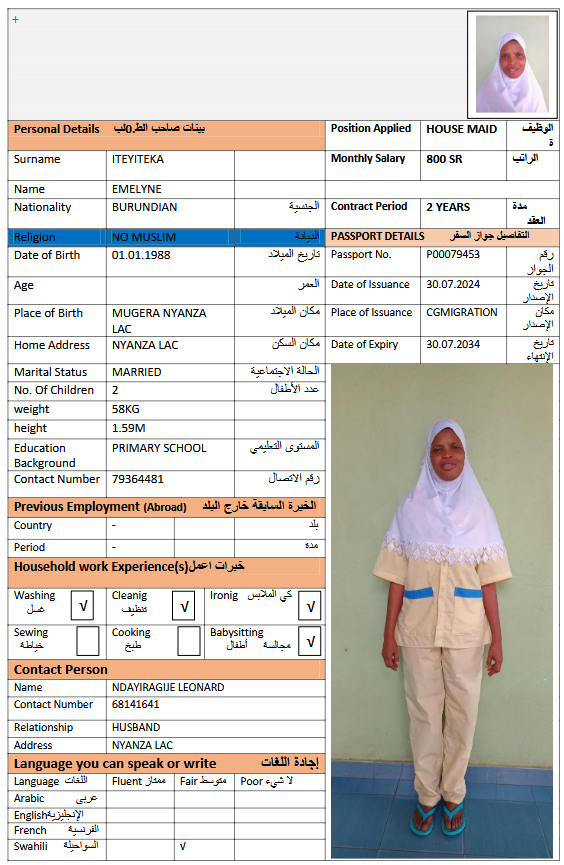 +
Personal Details بينات صاحب الط.0لب
Position Applied HOUSE MAID الوظيفة
Surname ITEYITEKA
Monthly Salary 800 SR الراتب
Name EMELYNE
Nationality BURUNDIAN الجنسية
Contract Period 2 YEARS مدة العقد
Religion NO MUSLIM الديانة
PASSPORT DETAILS التفاصيل جواز السفر
Date of Birth 01.01.1988 تاريخ الميلاد
Passport No. P00079453 رقم الجواز
Age العمر
Date of Issuance 30.07.2024 تاريخ الإصدار
Place of Birth MUGERA NYANZA LAC مكان الميلاد
Place of Issuance CGMIGRATION مكان الإصدار
Home Address NYANZA LAC مكان السكن
Date of Expiry 30.07.2034 تاريخ الإنتهاء
Marital Status MARRIED الحالة الاجتماعية
No. Of Children 2 عدد الأطفال
weight 58KG
height 1.59M
Education Background PRIMARY SCHOOL المستوى التعليمي
Contact Number 79364481 رقم الاتصال
Previous Employment (Abroad) الخبرة السابقة خارج البلد
Country - بلد
Period - مدة
Household work Experience(s) خبرات اعمل
Washing غسل √ Cleanig تنظيف √ Ironig كي الملابس √
Sewing خياطة Cooking طبخ Babysitting مجالسة أطفال √
Contact Person
Name NDAYIRAGIJE LEONARD
Contact Number 68141641
Relationship HUSBAND
Address NYANZA LAC
Language you can speak or write إجادة اللغات
Language اللغات Fluent ممتاز Fair متوسط Poor لا شيء
Arabic عربى
English الإنجليزية
French الفرنسية
Swahili السواحيلة √